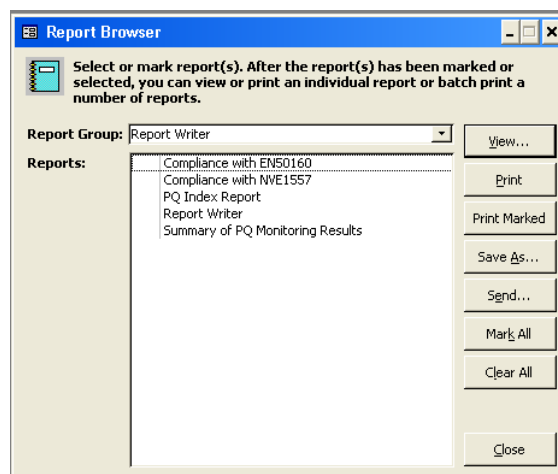 Report Browser
Select or mark report(s). After the report(s) has been marked or
selected, you can view or print an individual report or batch print a
number of reports.
Report Group: Report Writer
View...
Reports:
Compliance with EN50160
Compliance with NVE1557
PQ Index Report
Report Writer
Summary of PQ Monitoring Results
Print
Print Marked
Save As...
Send...
Mark All
Clear All
Close